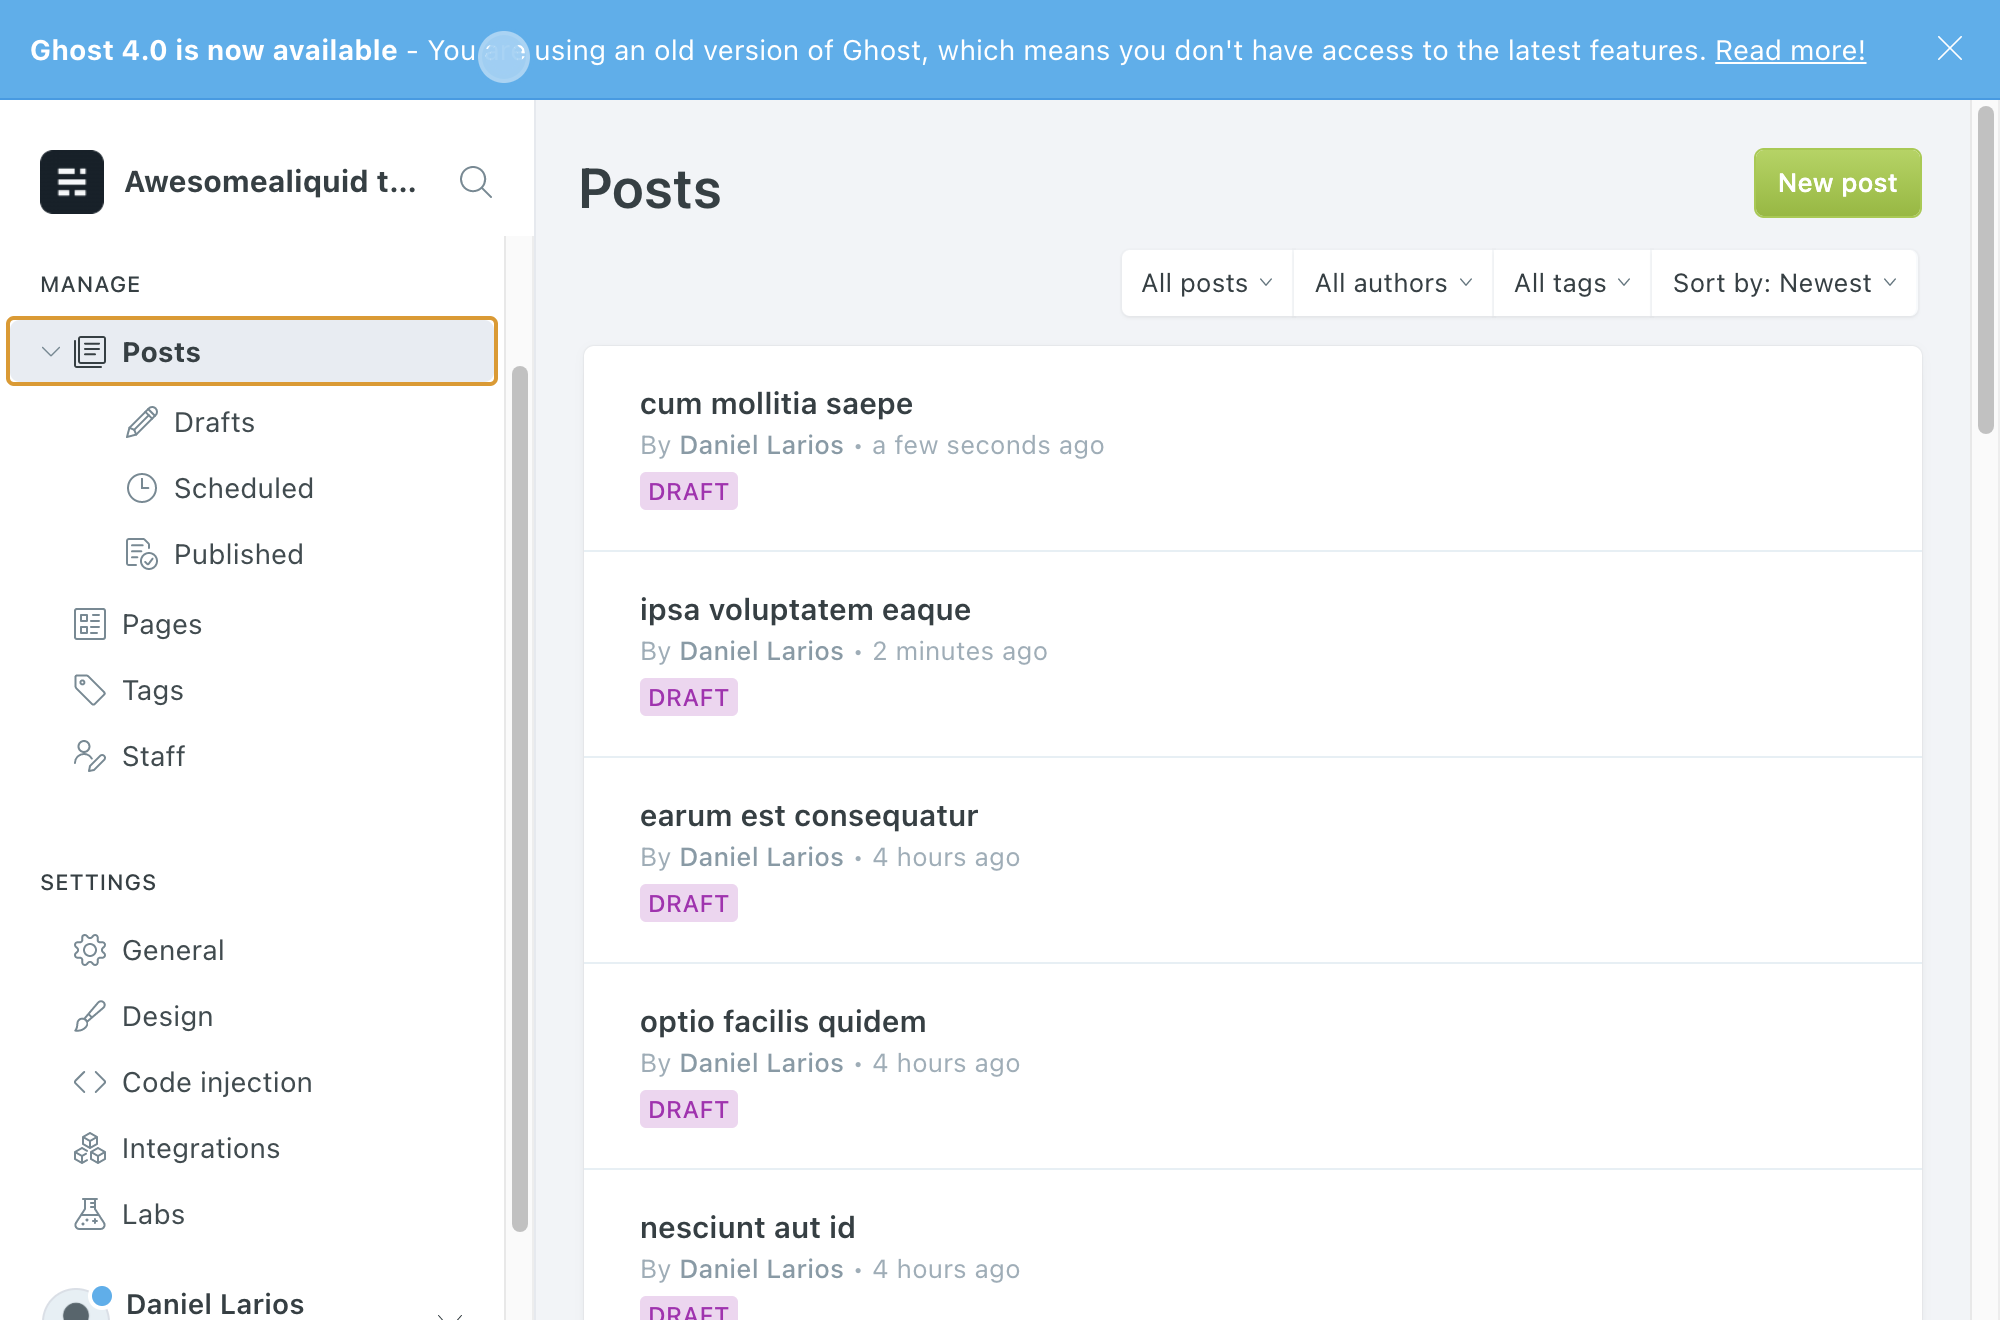 Ghost 4.0 is now available - You are using an old version of Ghost, which means you don't have access to the latest features. Read more!
Awesomealiquid t...
MANAGE
Posts
Drafts
Scheduled
Published
Pages
Tags
Staff
SETTINGS
General
Design
Code injection
Integrations
Labs
Daniel Larios
Posts
New post
All posts
All authors
All tags
Sort by: Newest
cum mollitia saepe
By Daniel Larios • a few seconds ago
DRAFT
ipsa voluptatem eaque
By Daniel Larios • 2 minutes ago
DRAFT
earum est consequatur
By Daniel Larios • 4 hours ago
DRAFT
optio facilis quidem
By Daniel Larios • 4 hours ago
DRAFT
nesciunt aut id
By Daniel Larios • 4 hours ago
DRAFT